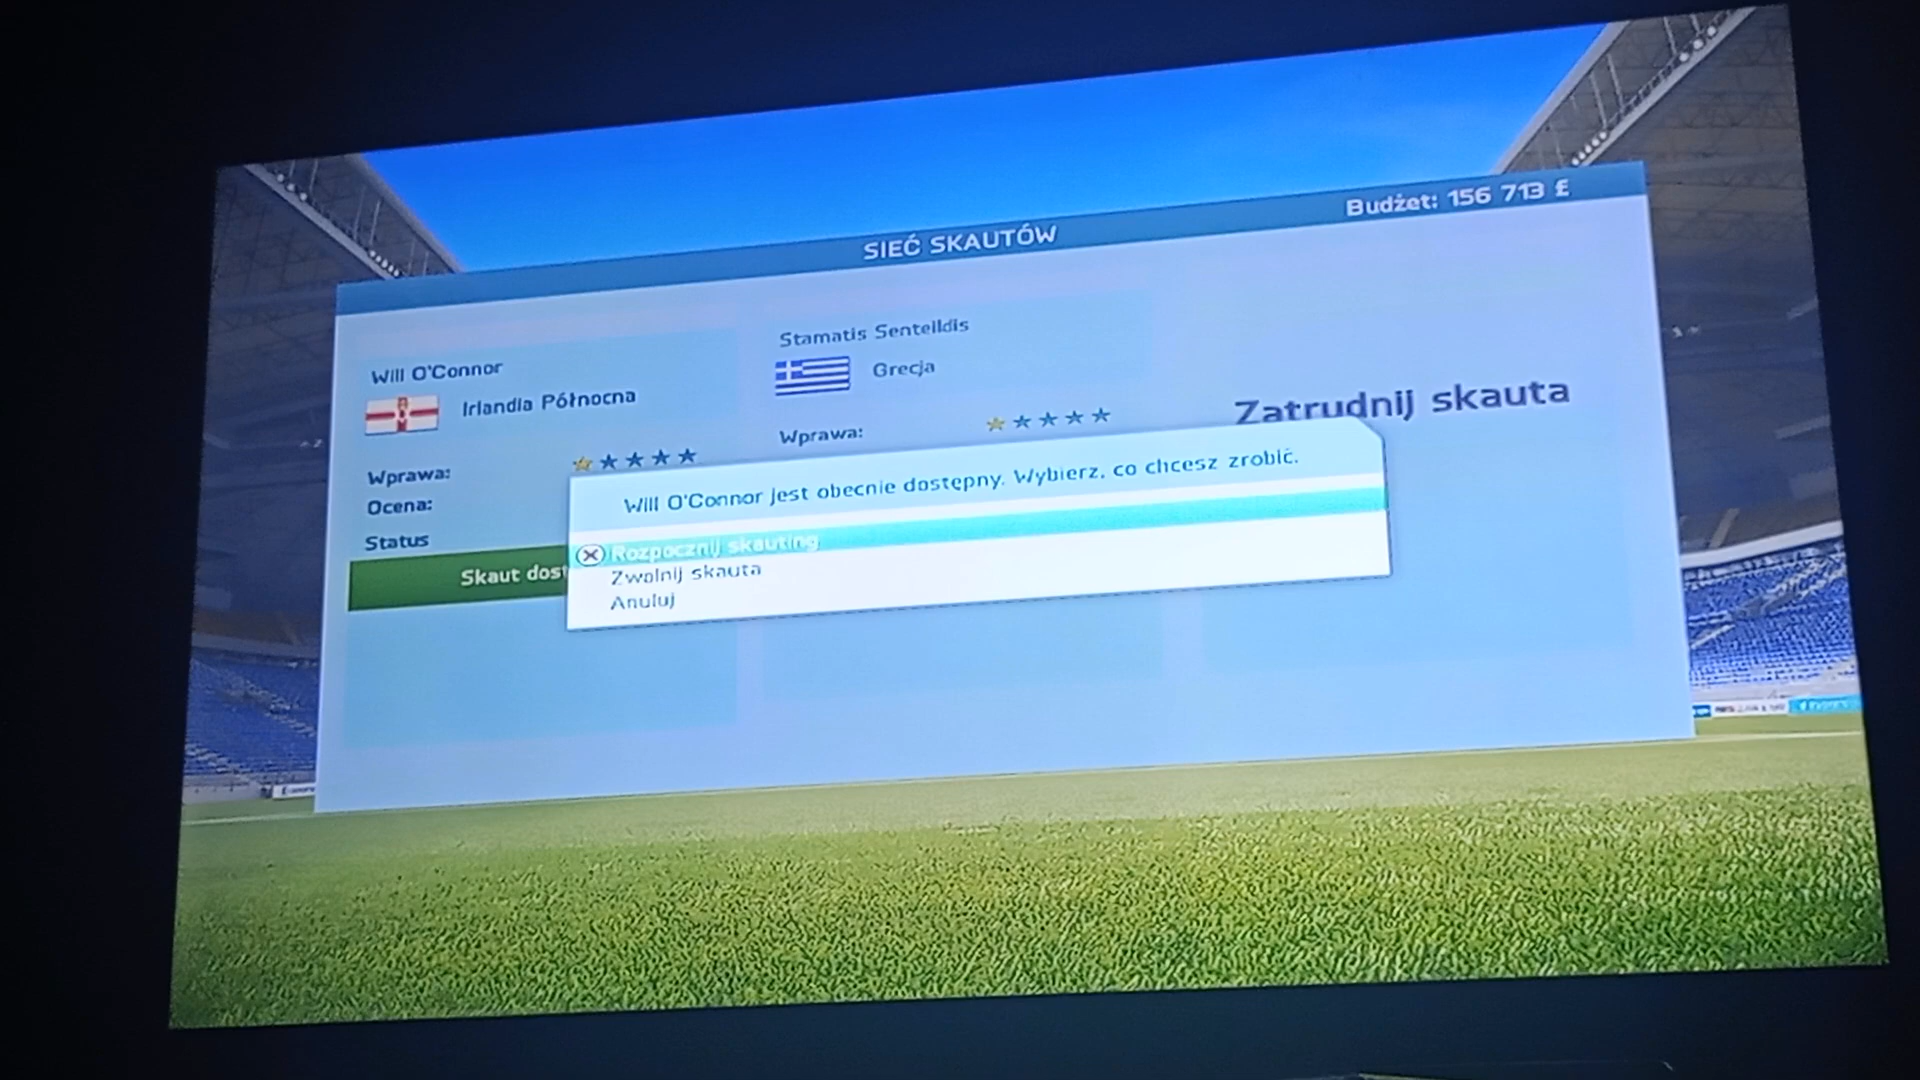 Budżet: 156 713 £
SIEĆ SKAUTÓW
Will O'Connor
Irlandia Północna
Wprawa:
Ocena:
Status
Skaut dost
Stamatis Senteildis
Grecja
Wprawa:
Zatrudnij skauta
Will O'Connor jest obecnie dostępny. Wybierz, co chcesz zrobić.
Rozpocznij skauting
Zwolnij skauta
Anuluj